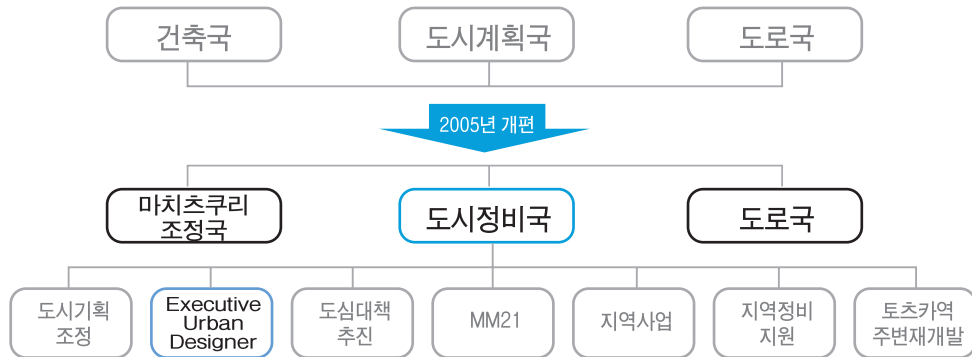 건축국
도시계획국
도로국
2005년 개편
마치츠쿠리
조정국
도시정비국
도로국
도시기획
조정
Executive
Urban
Designer
도심대책
추진
MM21
지역사업
지역정비
지원
토츠카역
주변재개발